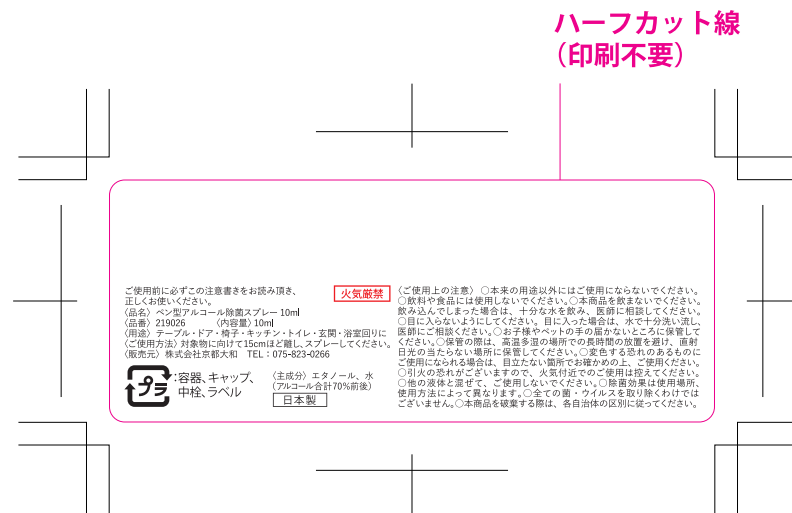 ハーフカット線
（印刷不要）
ご使用前に必ずこの注意書きをお読み頂き、
正しくお使いください。
〈品名〉ペン型アルコール除菌スプレー 10ml
〈品番〉219026　〈内容量〉10ml
〈用途〉テーブル・ドア・椅子・キッチン・トイレ・玄関・浴室回りに
〈ご使用方法〉対象物に向けて15cmほど離し、スプレーしてください。
〈販売元〉株式会社京都大和　TEL：075-823-0266
プラ
：容器、キャップ、
中栓、ラベル
〈主成分〉エタノール、水
（アルコール合計70%前後）
日本製
火気厳禁
〈ご使用上の注意〉○本来の用途以外にはご使用にならないでください。
○飲料や食品には使用しないでください。○本商品を飲まないでください。
飲み込んでしまった場合は、十分な水を飲み、医師に相談してください。
○目に入らないようにしてください。目に入った場合は、水で十分洗い流し、
医師にご相談ください。○お子様やペットの手の届かないところに保管して
ください。○保管の際は、高温多湿の場所での長時間の放置を避け、直射
日光の当たらない場所に保管してください。○変色する恐れのあるものに
ご使用になられる場合は、目立たない箇所でお確かめの上、ご使用ください。
○引火の恐れがございますので、火気付近でのご使用は控えてください。
○他の液体と混ぜて、ご使用しないでください。○除菌効果は使用場所、
使用方法によって異なります。○全ての菌・ウイルスを取り除くわけでは
ございません。○本商品を破棄する際は、各自治体の区別に従ってください。